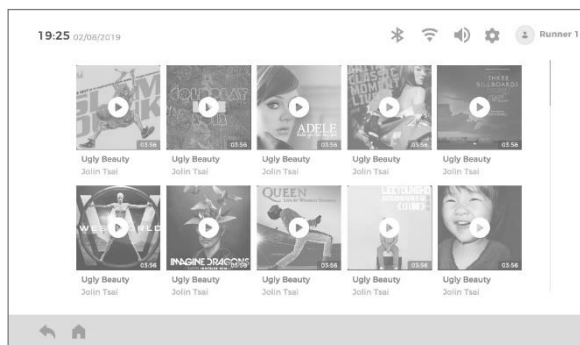 19:25 02/08/2019
Runner 1
SLAM
DUNK
03:56
Ugly Beauty
Jolin Tsai
COLDPLAY
03:56
Ugly Beauty
Jolin Tsai
ADELE
03:56
Ugly Beauty
Jolin Tsai
CLASSIC
03:56
Ugly Beauty
Jolin Tsai
THREE
BILLBOARDS
03:56
Ugly Beauty
Jolin Tsai
WESTWORLD
03:56
Ugly Beauty
Jolin Tsai
IMAGINE DRAGONS
03:56
Ugly Beauty
Jolin Tsai
QUEEN
03:56
Ugly Beauty
Jolin Tsai
03:56
Ugly Beauty
Jolin Tsai
03:56
Ugly Beauty
Jolin Tsai